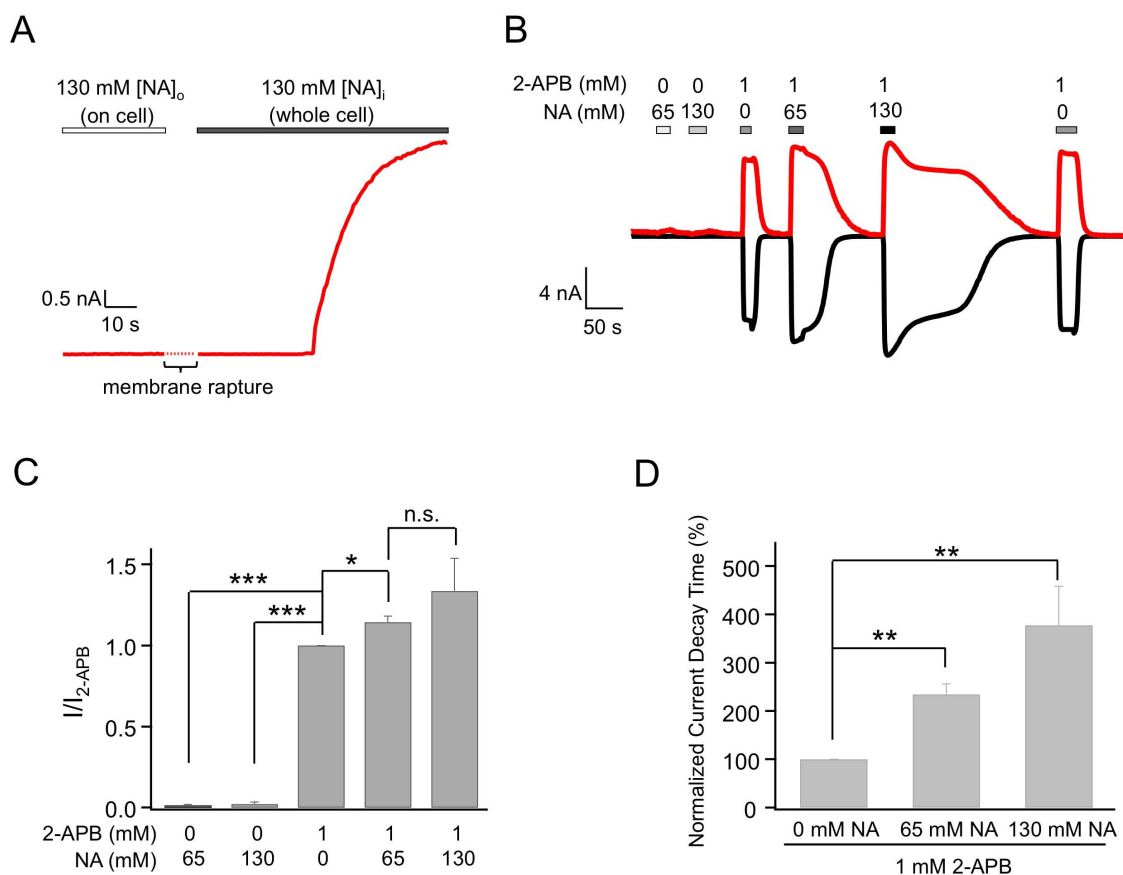 A
130 mM [NA]o
(on cell)
130 mM [NA]i
(whole cell)
0.5 nA
10 s
membrane rapture
B
2-APB (mM) 0 0 1 1 1 1
NA (mM) 65 130 0 65 130 0
4 nA
50 s
C
I/I2-APB
1.5
1.0
0.5
0.0
***
***
*
n.s.
2-APB (mM) 0 0 1 1 1
NA (mM) 65 130 0 65 130
D
Normalized Current Decay Time (%)
500
400
300
200
100
0
**
**
0 mM NA 65 mM NA 130 mM NA
1 mM 2-APB